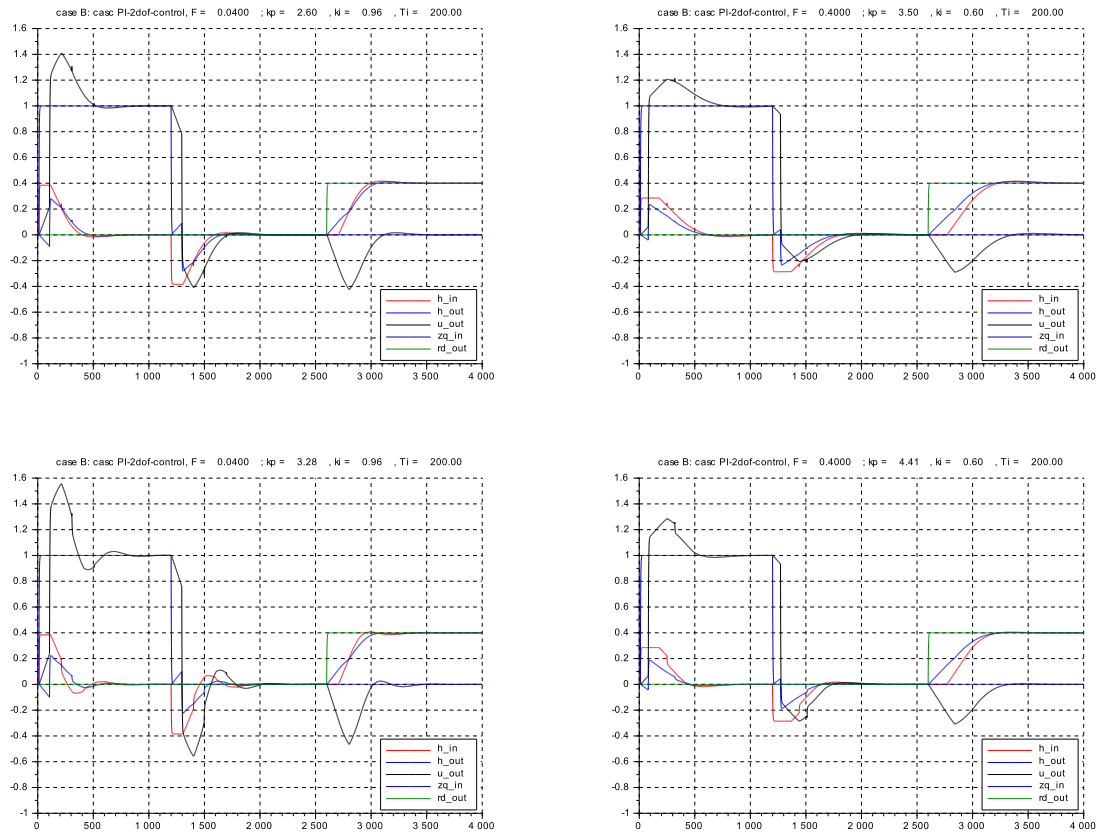 case B: casc PI-2dof-control, F = 0.0400 ; kp = 2.60 , ki = 0.96 , Ti = 200.00
1.6
1.4
1.2
1
0.8
0.6
0.4
0.2
0
-0.2
-0.4
-0.6
-0.8
-1
0 500 1 000 1 500 2 000 2 500 3 000 3 500 4 000
h_in
h_out
u_out
zq_in
rd_out
case B: casc PI-2dof-control, F = 0.4000 ; kp = 3.50 , ki = 0.60 , Ti = 200.00
1.6
1.4
1.2
1
0.8
0.6
0.4
0.2
0
-0.2
-0.4
-0.6
-0.8
-1
0 500 1 000 1 500 2 000 2 500 3 000 3 500 4 000
h_in
h_out
u_out
zq_in
rd_out
case B: casc PI-2dof-control, F = 0.0400 ; kp = 3.28 , ki = 0.96 , Ti = 200.00
1.6
1.4
1.2
1
0.8
0.6
0.4
0.2
0
-0.2
-0.4
-0.6
-0.8
-1
0 500 1 000 1 500 2 000 2 500 3 000 3 500 4 000
h_in
h_out
u_out
zq_in
rd_out
case B: casc PI-2dof-control, F = 0.4000 ; kp = 4.41 , ki = 0.60 , Ti = 200.00
1.6
1.4
1.2
1
0.8
0.6
0.4
0.2
0
-0.2
-0.4
-0.6
-0.8
-1
0 500 1 000 1 500 2 000 2 500 3 000 3 500 4 000
h_in
h_out
u_out
zq_in
rd_out